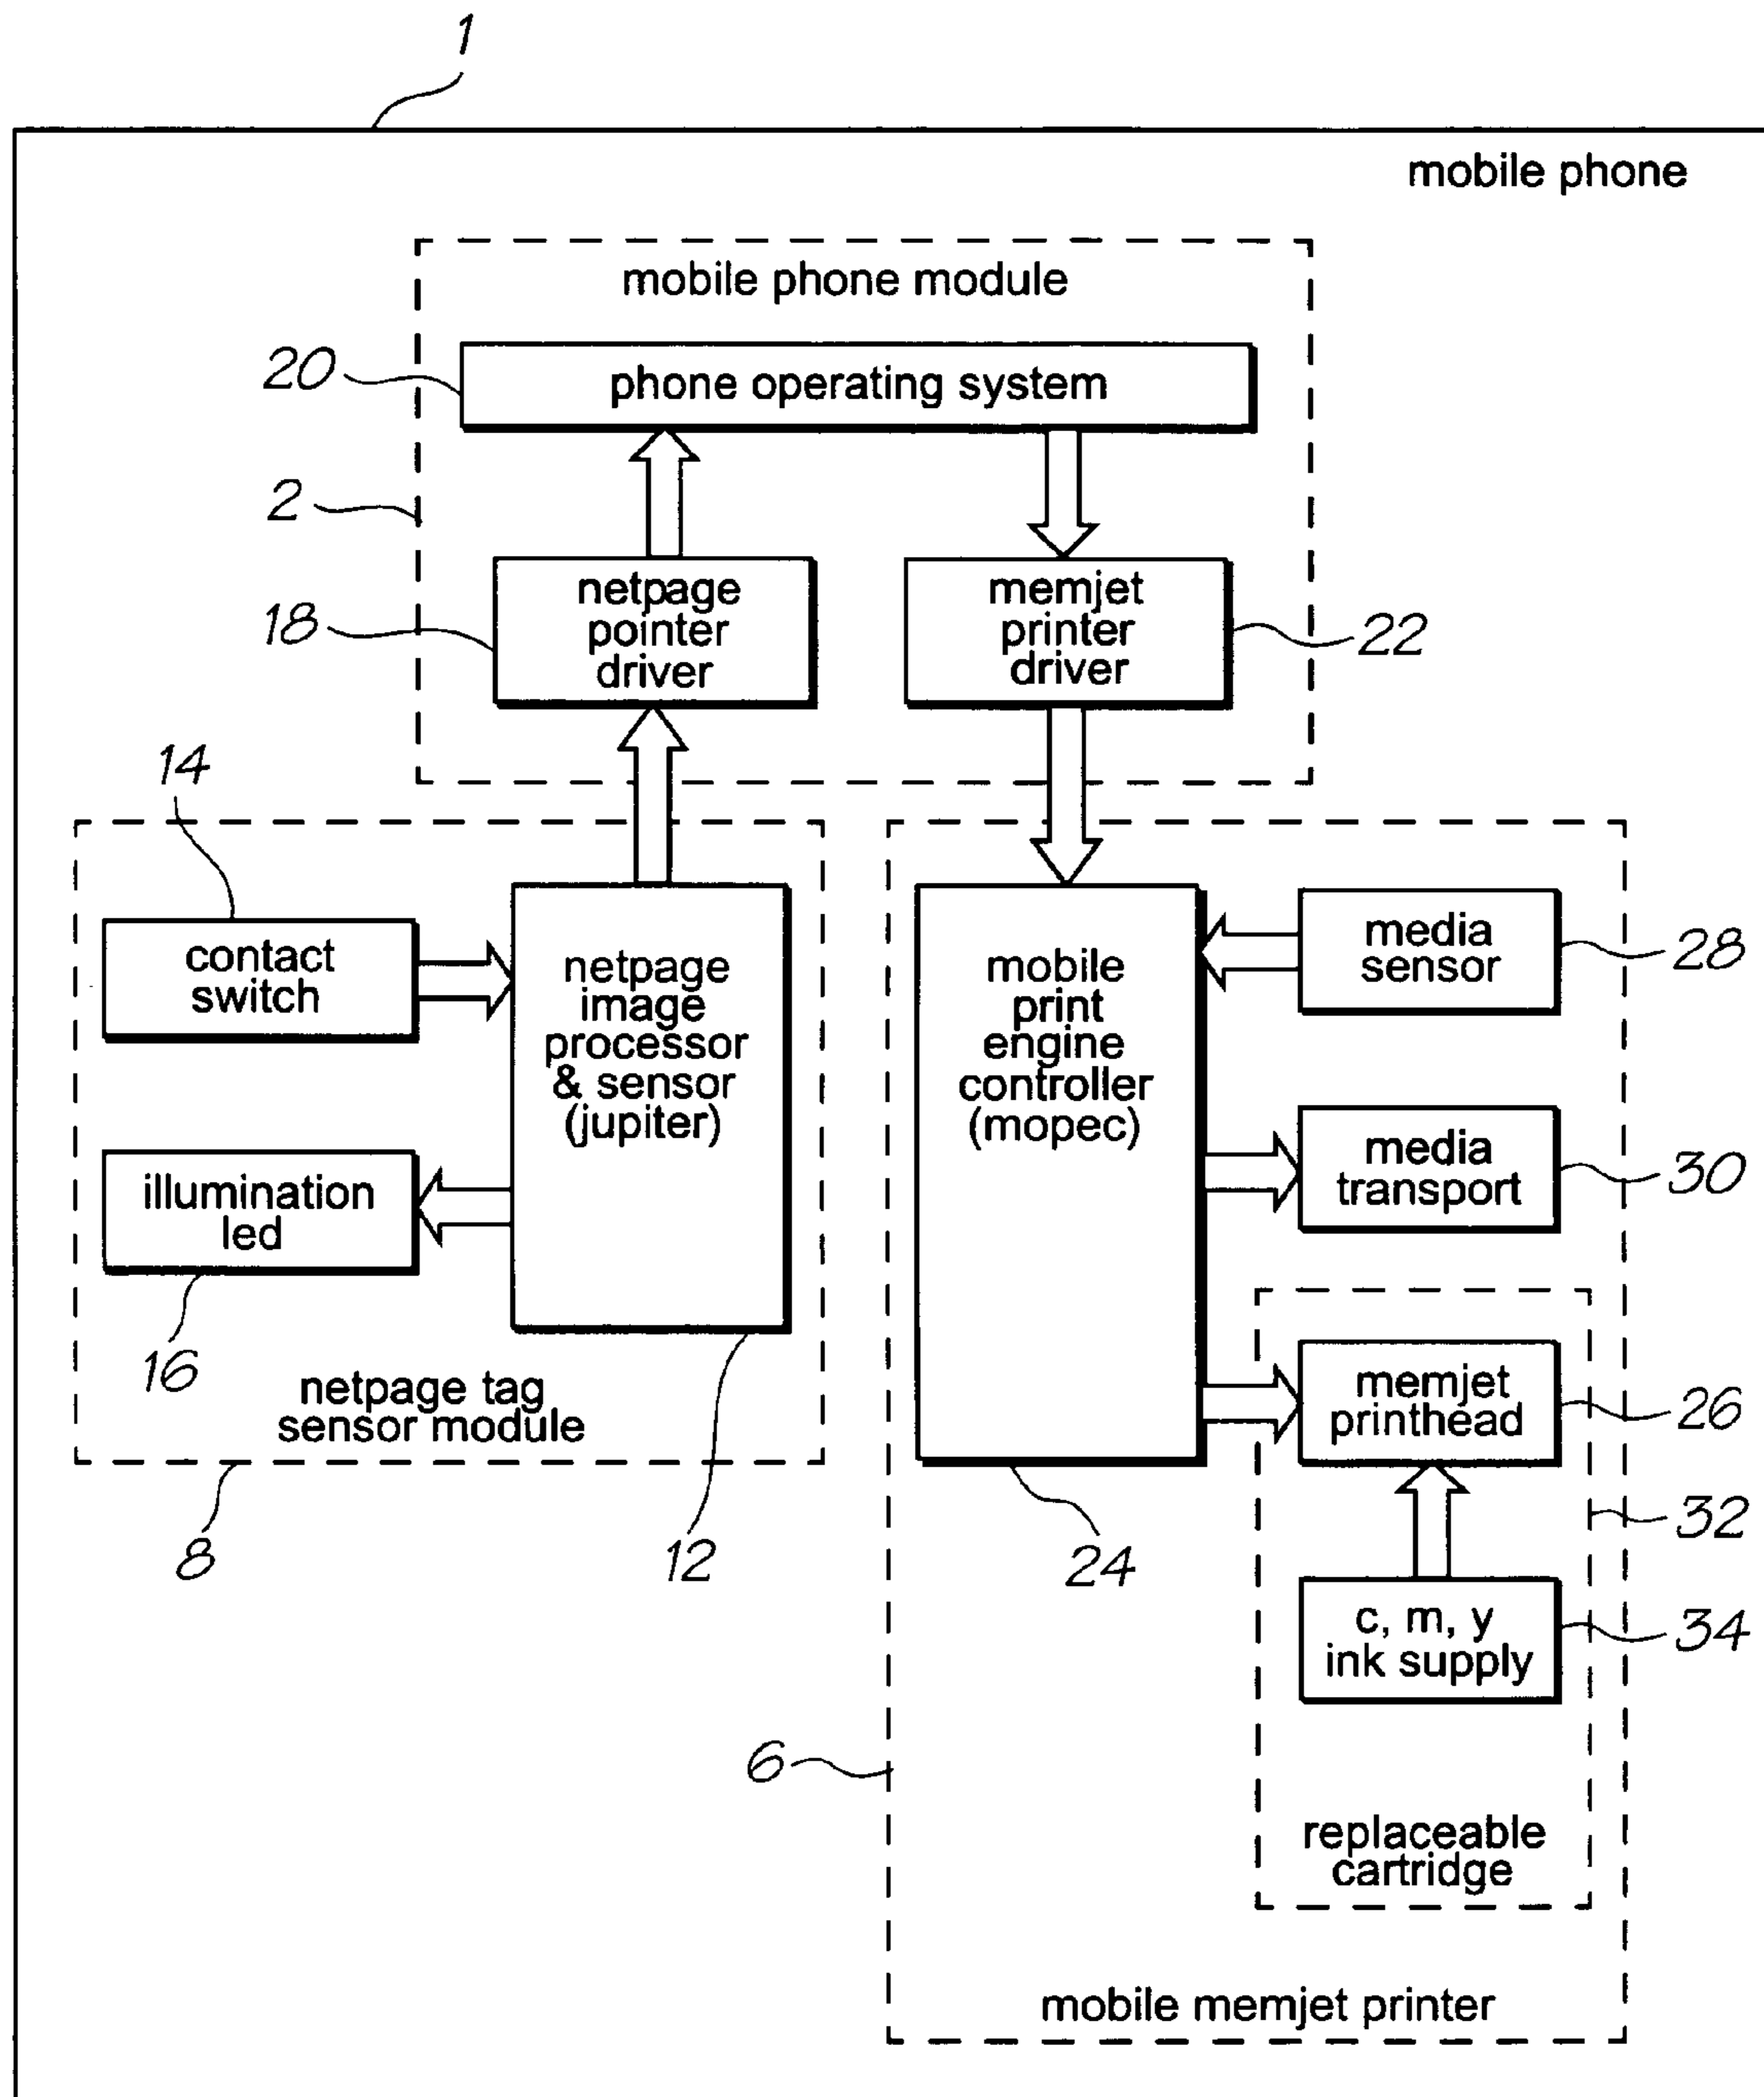 1
mobile phone
mobile phone module
20
phone operating system
2
18
netpage
pointer
driver
memjet
printer
driver
22
14
contact
switch
netpage
image
processor
& sensor
(jupiter)
illumination
led
16
netpage tag
sensor module
8
12
mobile
print
engine
controller
(mopec)
24
media
sensor
28
media
transport
30
memjet
printhead
26
32
c, m, y
ink supply
34
6
replaceable
cartridge
mobile memjet printer